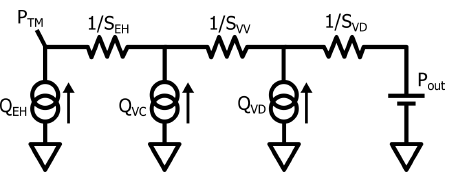 P_TM
1/S_EH
1/S_VV
1/S_VD
Q_EH
Q_VC
Q_VD
P_out